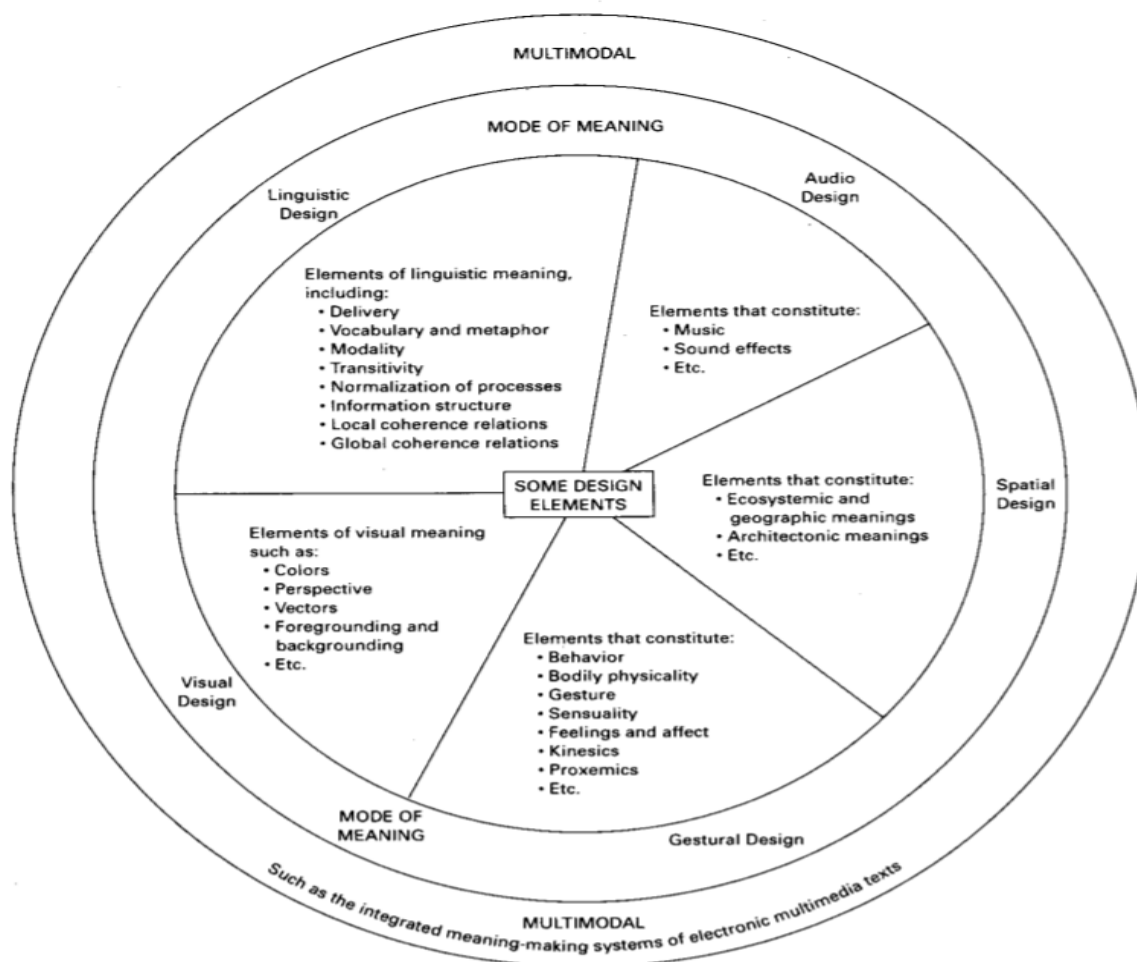 MULTIMODAL
MODE OF MEANING
Linguistic
Design
Audio
Design
Elements of linguistic meaning,
including:
• Delivery
• Vocabulary and metaphor
• Modality
• Transitivity
• Normalization of processes
• Information structure
• Local coherence relations
• Global coherence relations
Elements that constitute:
• Music
• Sound effects
• Etc.
SOME DESIGN
ELEMENTS
Elements that constitute:
• Ecosystemic and
geographic meanings
• Architectonic meanings
• Etc.
Spatial
Design
Elements of visual meaning
such as:
• Colors
• Perspective
• Vectors
• Foregrounding and
backgrounding
• Etc.
Visual
Design
Elements that constitute:
• Behavior
• Bodily physicality
• Gesture
• Sensuality
• Feelings and affect
• Kinesics
• Proxemics
• Etc.
MODE OF
MEANING
Gestural Design
MULTIMODAL
Such as the integrated meaning-making systems of electronic multimedia texts